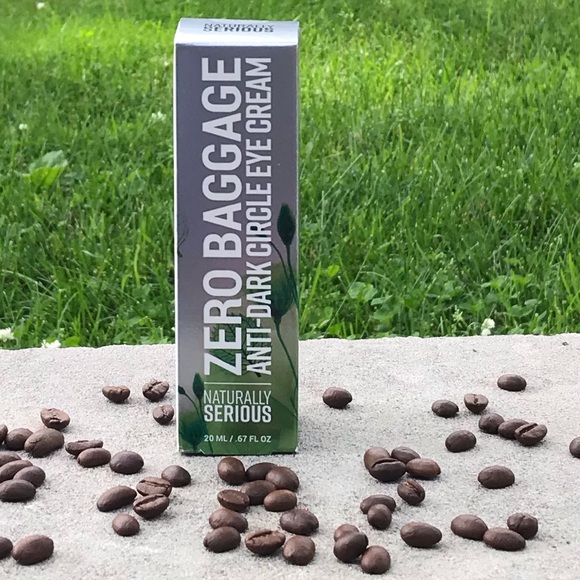 NATURALLY
SERIOUS
ZERO BAGGAGE
ANTI-DARK CIRCLE EYE CREAM
NATURALLY
SERIOUS
20 ML / .67 FL OZ